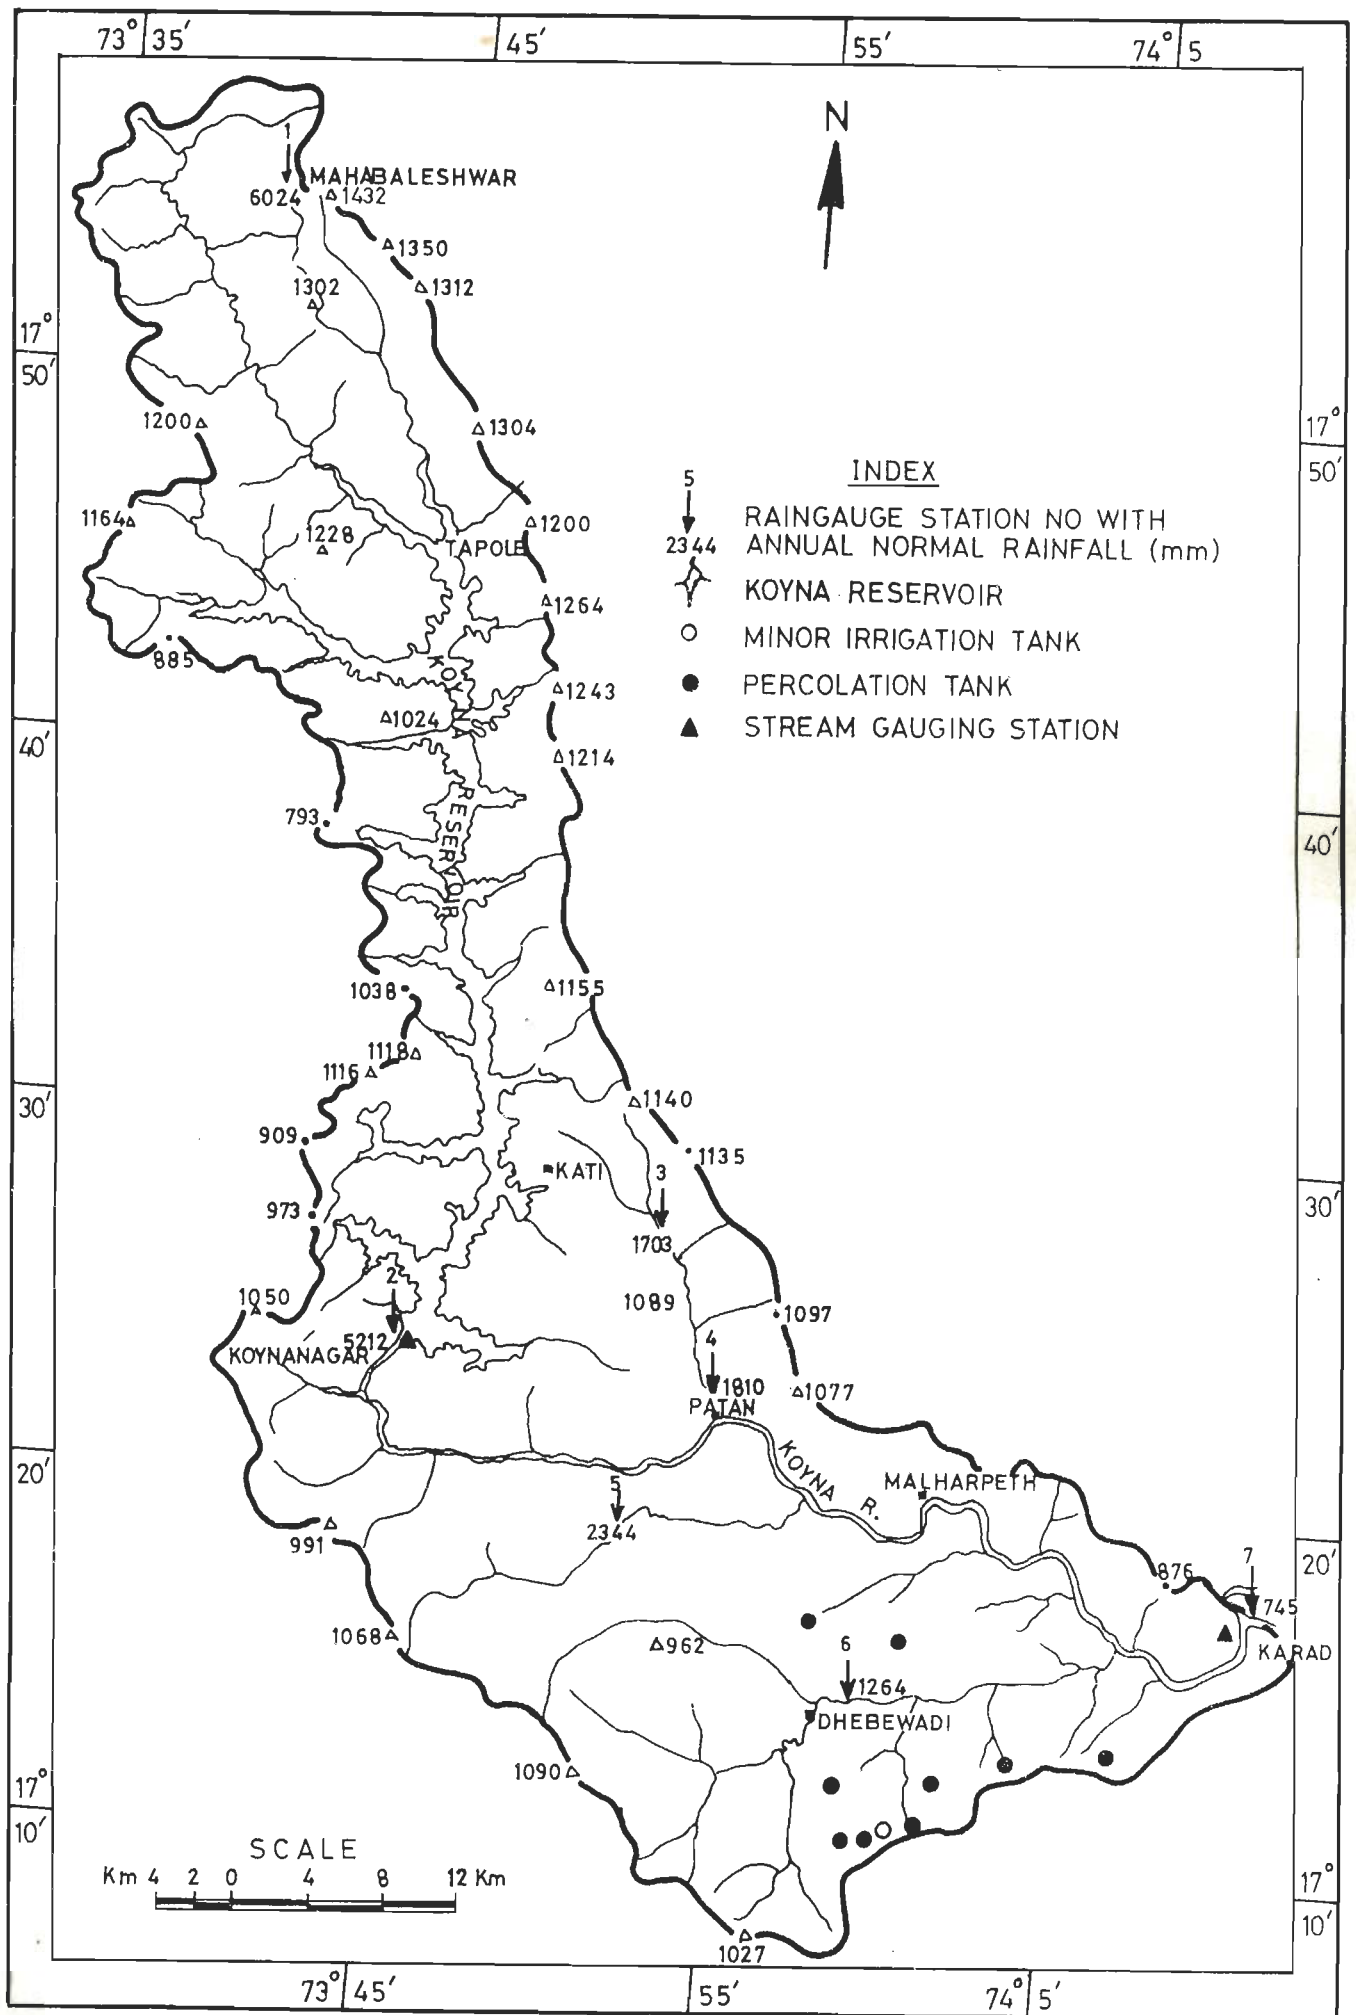 73° 35′ 45′ 55′ 74° 5
N
1
MAHABALESHWAR
6024 1432
1350
1302 1312
17°
50′
1200 1304
17°
50′
INDEX
5
2344
RAINGAUGE STATION NO WITH
ANNUAL NORMAL RAINFALL (mm)
KOYNA RESERVOIR
MINOR IRRIGATION TANK
PERCOLATION TANK
STREAM GAUGING STATION
1164 1200
1228
TAPOLE
1264
885
KOYNA
1243
1024
40′
1214
RESERVOIR
793
40′
1155
1038
1118
1116
30′
1140
909
1135
KATI
3
30′
973
1703
2
1050 1089 1097
5212 4
KOYNANAGAR
1810 1077
PATAN
KOYNA R.
20′
MALHARPETH
5
2344
991
20′
7
876
745
1068
962
6
KARAD
1264
DHEBEWADI
1090
17°
10′
SCALE
Km 4 2 0 4 8 12 Km
17°
10′
1027
73° 45′ 55′ 74° 5′